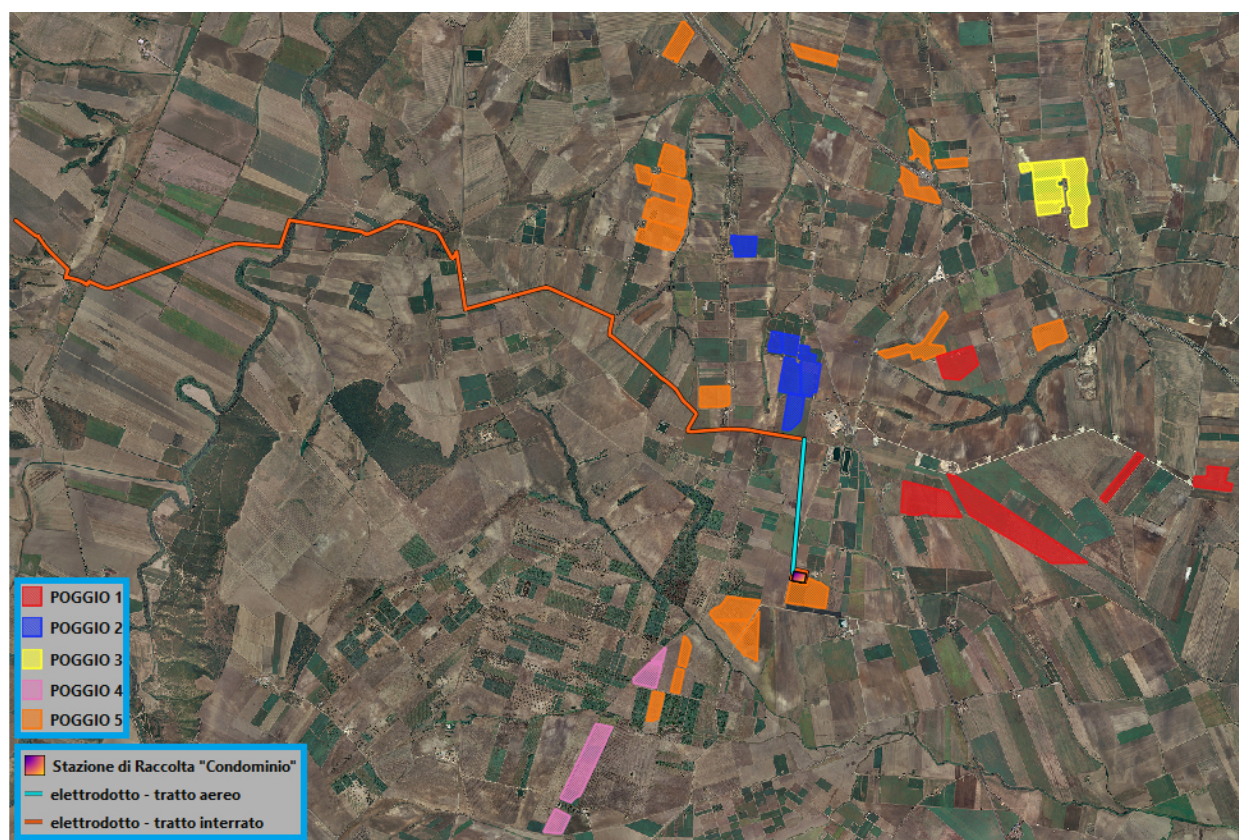 POGGIO 1
POGGIO 2
POGGIO 3
POGGIO 4
POGGIO 5
Stazione di Raccolta "Condominio"
elettrodotto - tratto aereo
elettrodotto - tratto interrato